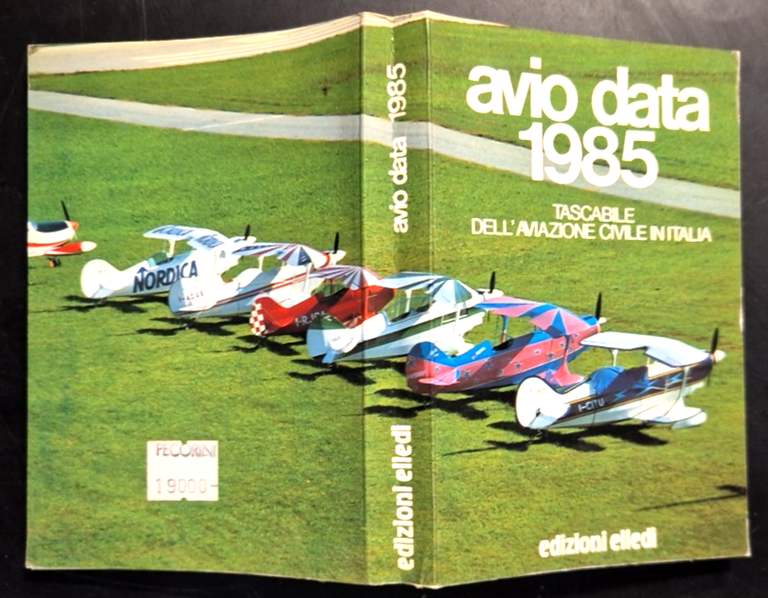 avio data
1985
TASCABILE
DELL'AVIAZIONE CIVILE IN ITALIA
edizioni elledi
avio data 1985
edizioni elledi
NORDICA
PECORINI
19000-